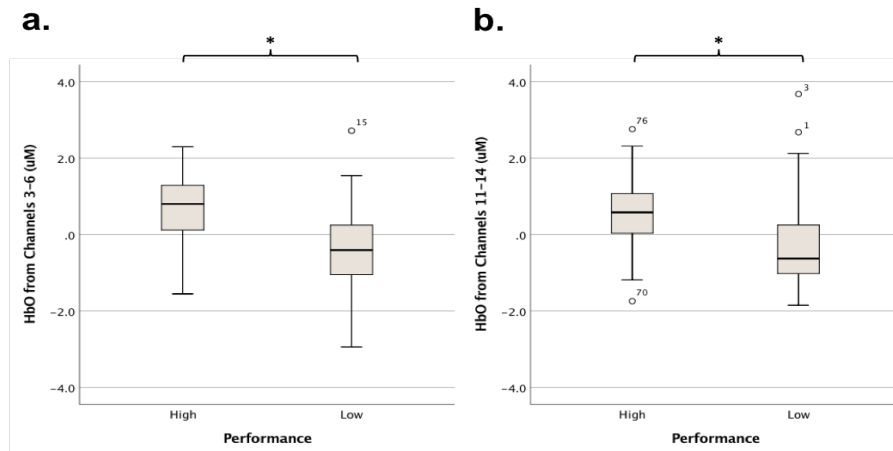 a.
*
4.0
2.0
.0
-2.0
-4.0
HbO from Channels 3-6 (uM)
15
High
Low
Performance
b.
*
4.0
2.0
.0
-2.0
-4.0
HbO from Channels 11-14 (uM)
76
70
3
1
High
Low
Performance